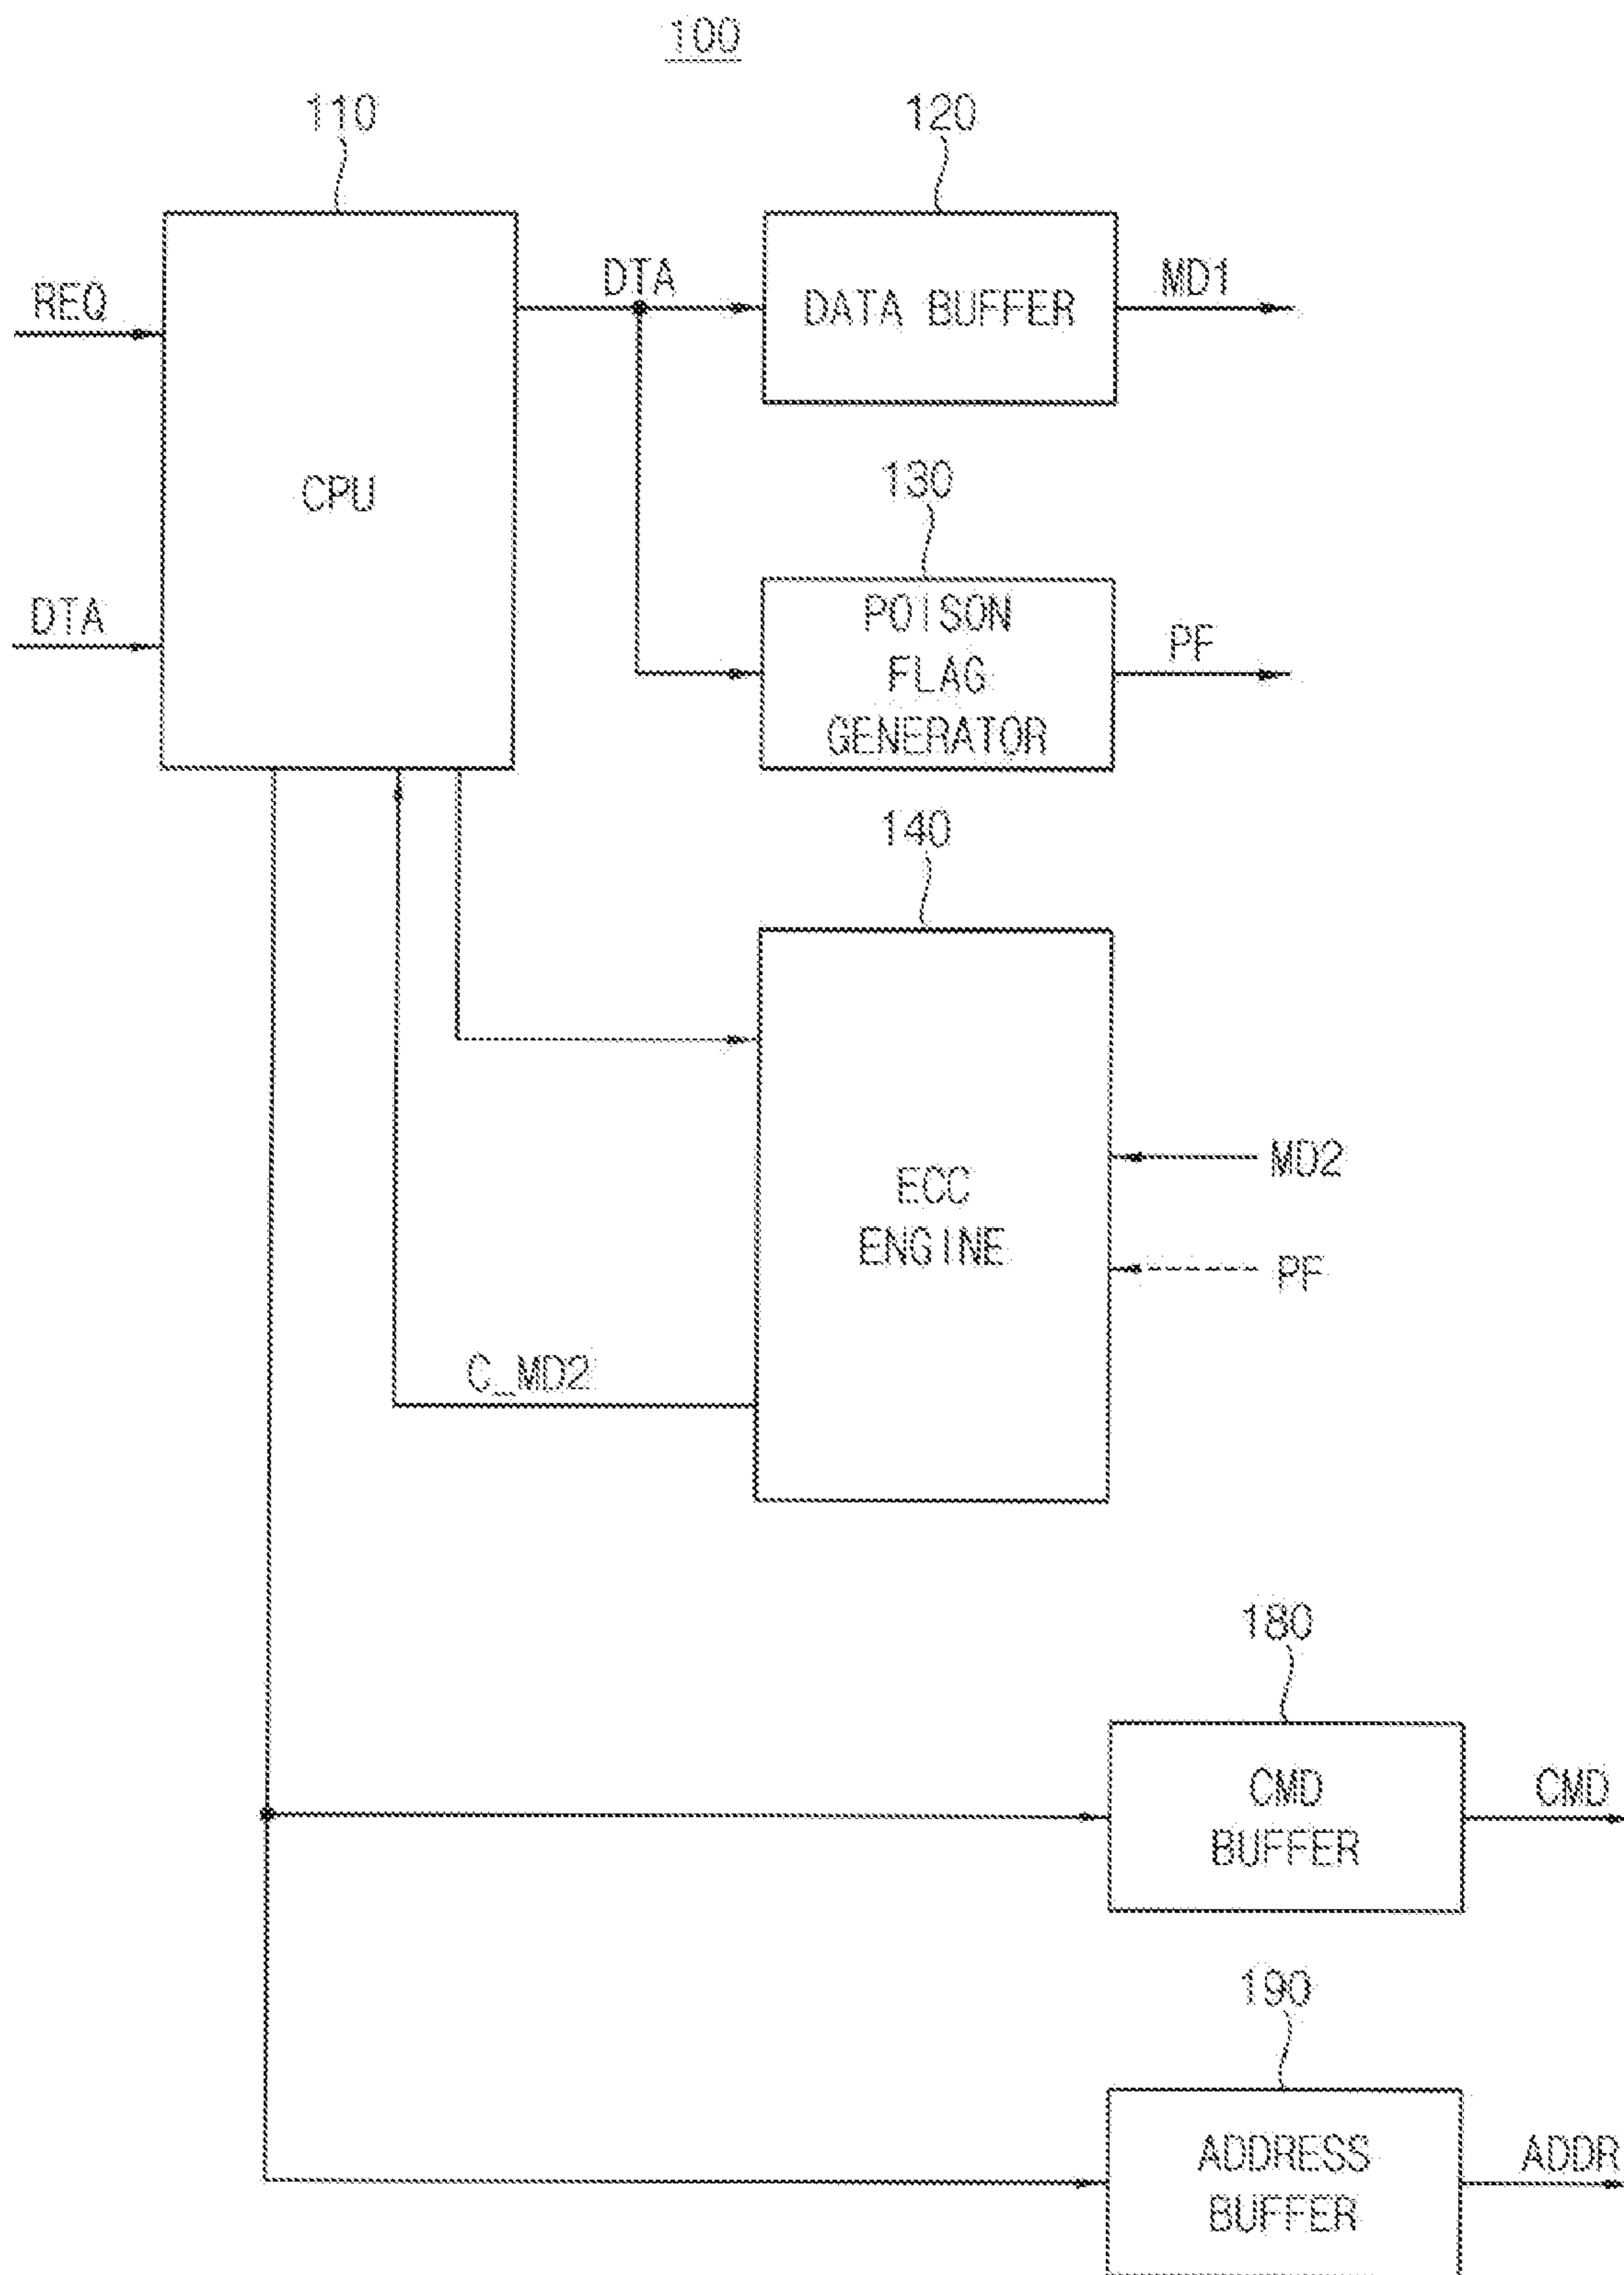 100
110
120
REQ
DTA
DATA BUFFER
MD1
CPU
130
DTA
POISON
FLAG
GENERATOR
PF
140
ECC
ENGINE
MD2
PF
C_MD2
180
CMD
BUFFER
CMD
190
ADDRESS
BUFFER
ADDR